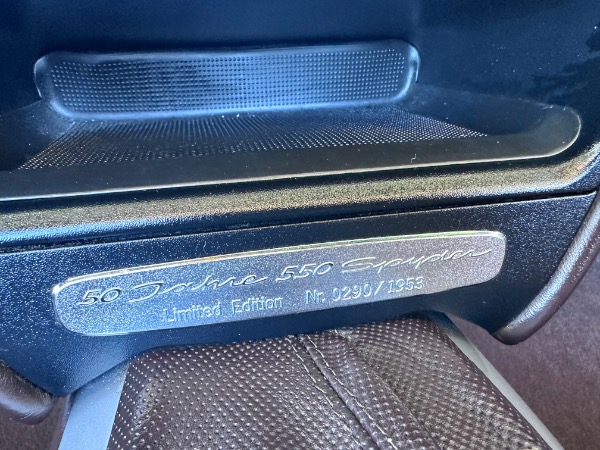 50 Jahre 550 Spyder
Limited Edition Nr. 0290/1953